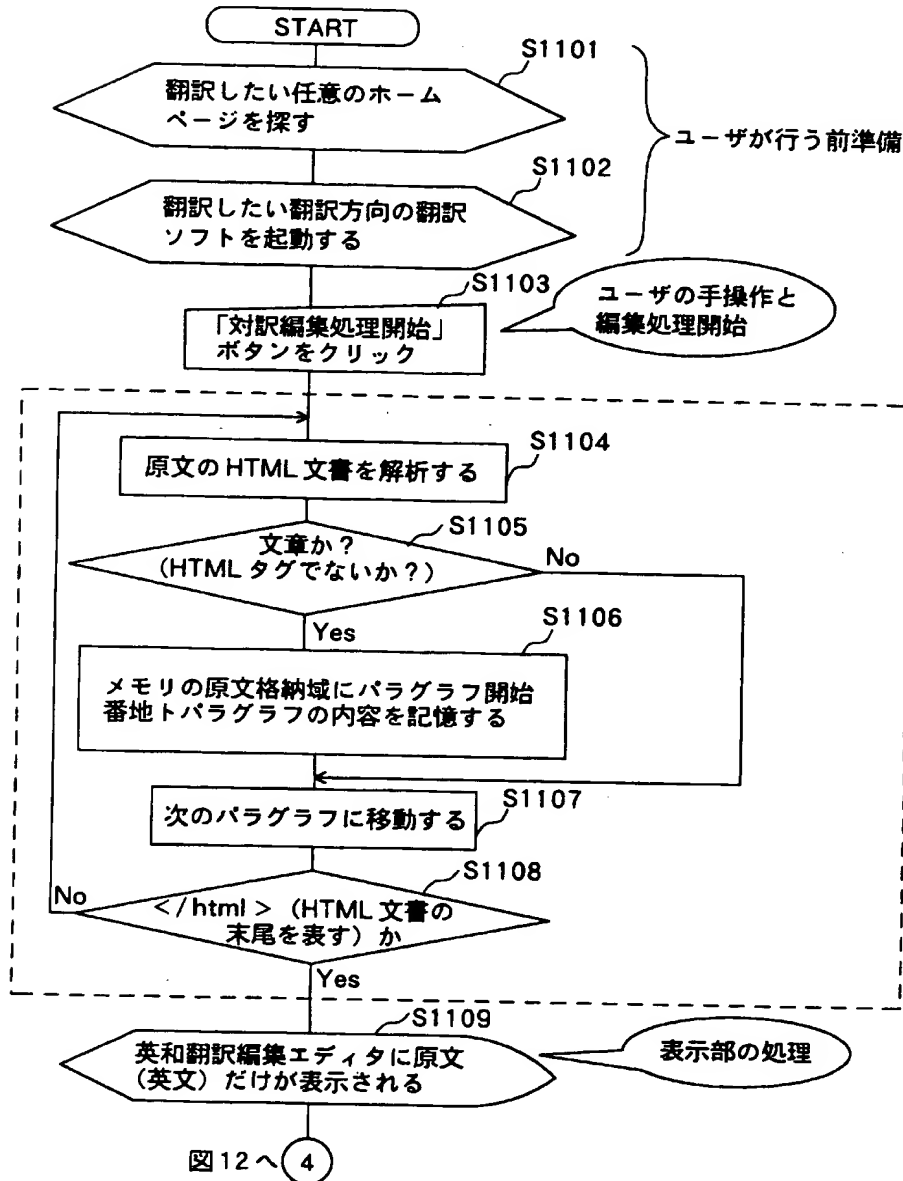 START
S1101
翻訳したい任意のホーム
ページを探す
ユーザが行う前準備
S1102
翻訳したい翻訳方向の翻訳
ソフトを起動する
S1103
「対訳編集処理開始」
ボタンをクリック
ユーザの手操作と
編集処理開始
S1104
原文のHTML文書を解析する
S1105
文章か?
(HTMLタグでないか?)
No
Yes
S1106
メモリの原文格納域にパラグラフ開始
番地トパラグラフの内容を記憶する
S1107
次のパラグラフに移動する
S1108
No
</html>(HTML文書の
末尾を表す)か
Yes
S1109
英和翻訳編集エディタに原文
(英文)だけが表示される
表示部の処理
図12へ 4